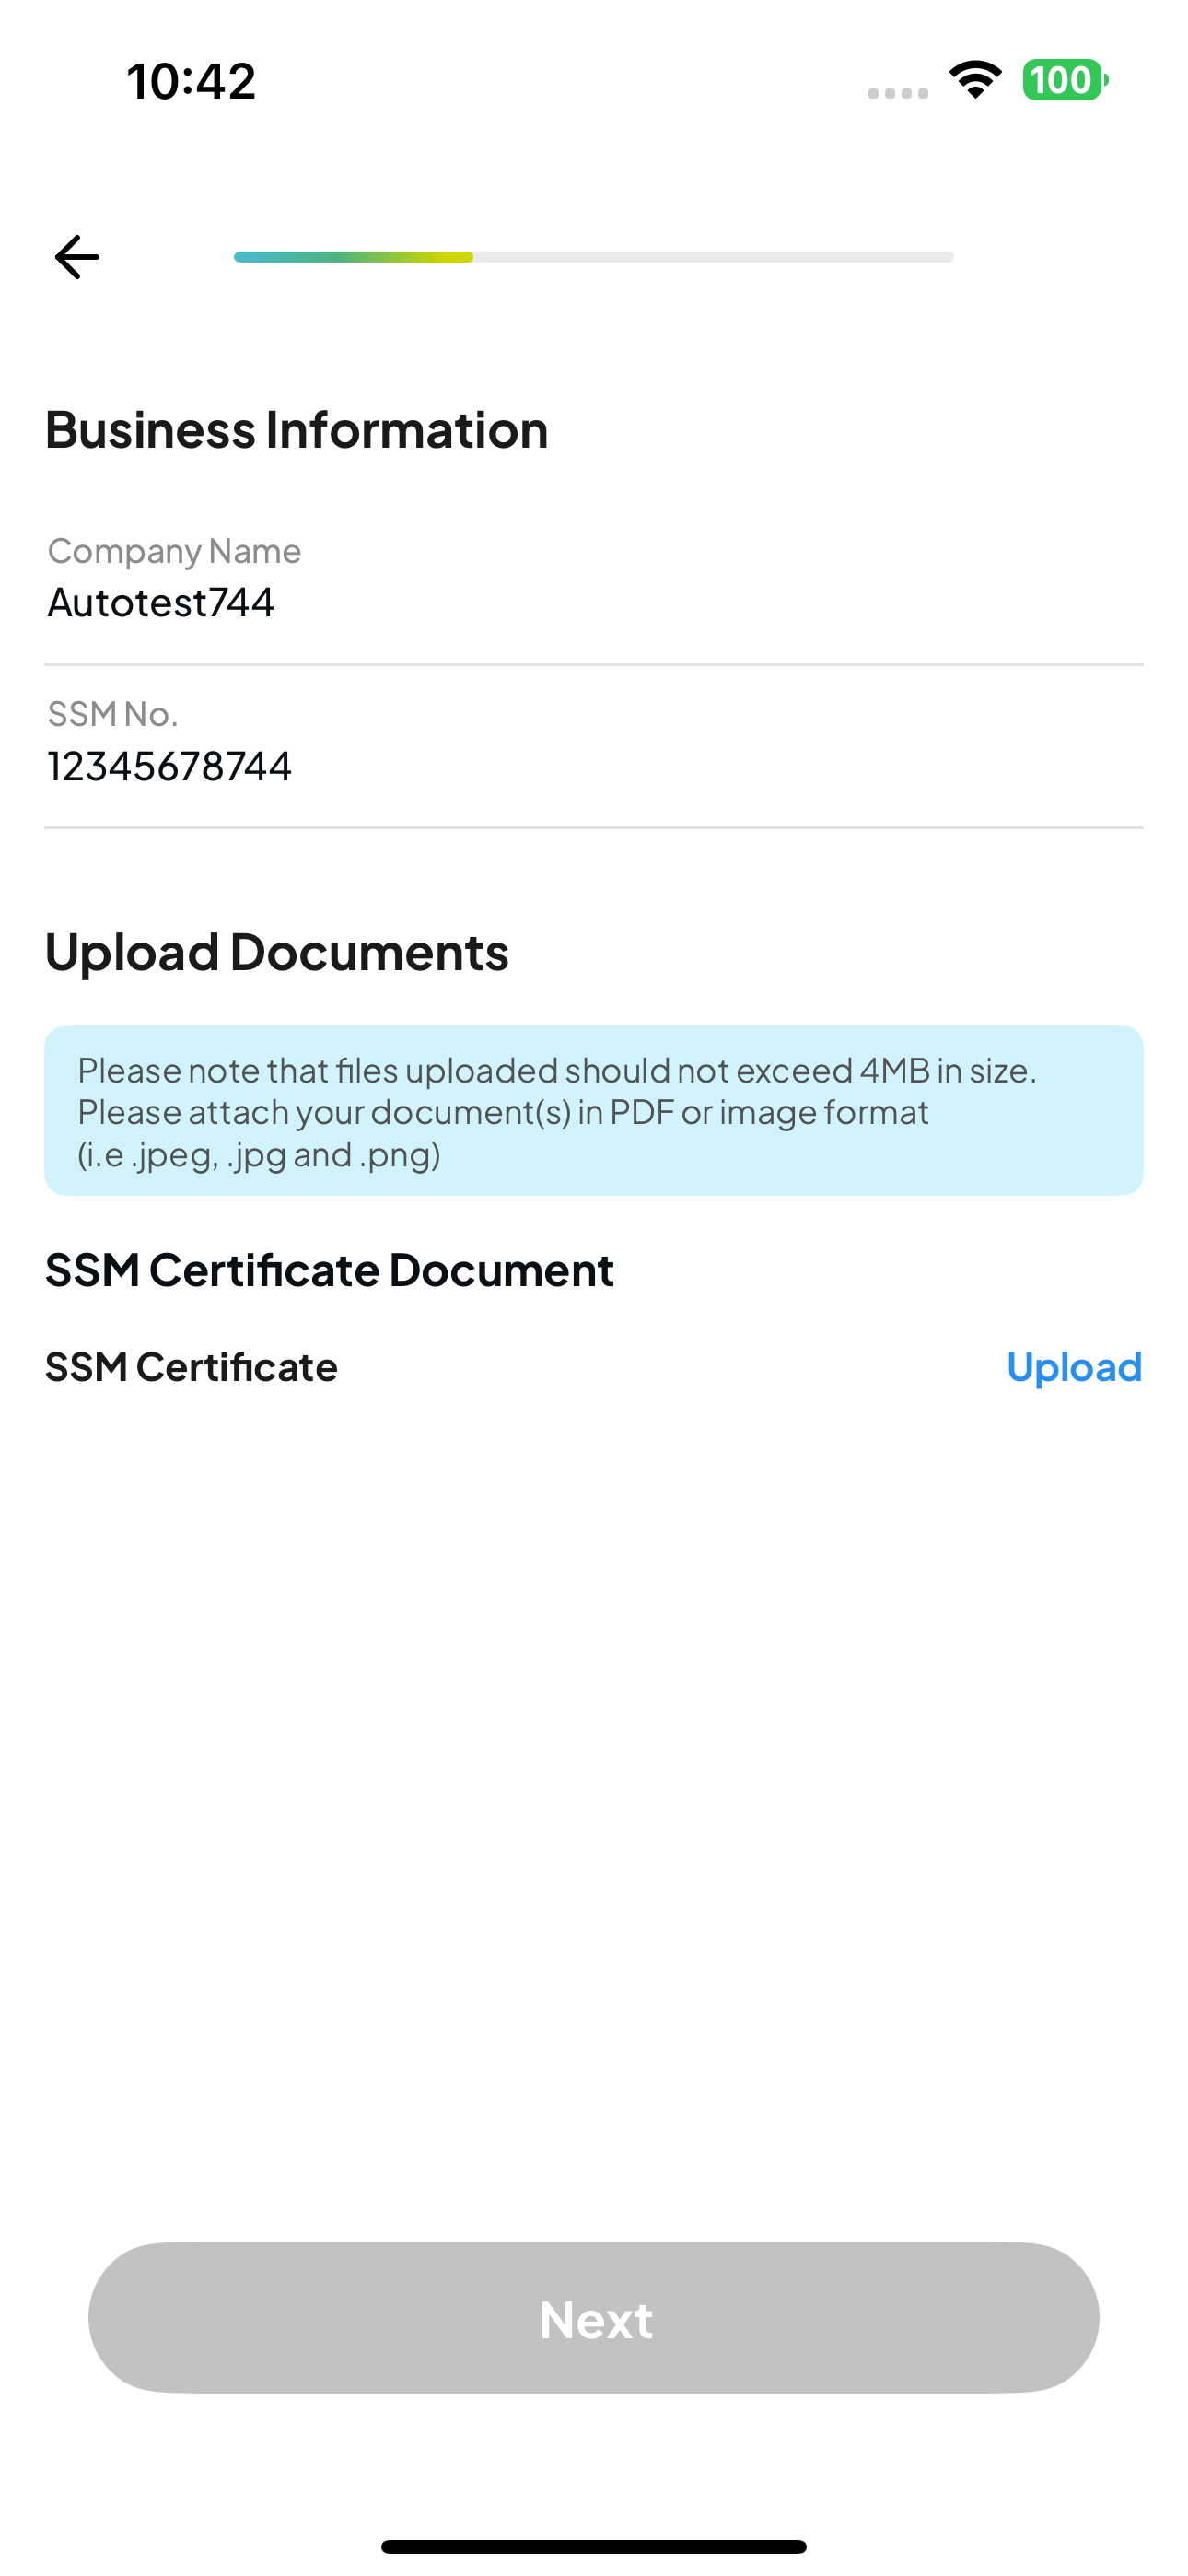 10:42
100
Business Information
Company Name
Autotest744
SSM No.
12345678744
Upload Documents
Please note that files uploaded should not exceed 4MB in size.
Please attach your document(s) in PDF or image format
(i.e .jpeg, .jpg and .png)
SSM Certificate Document
SSM Certificate
Upload
Next